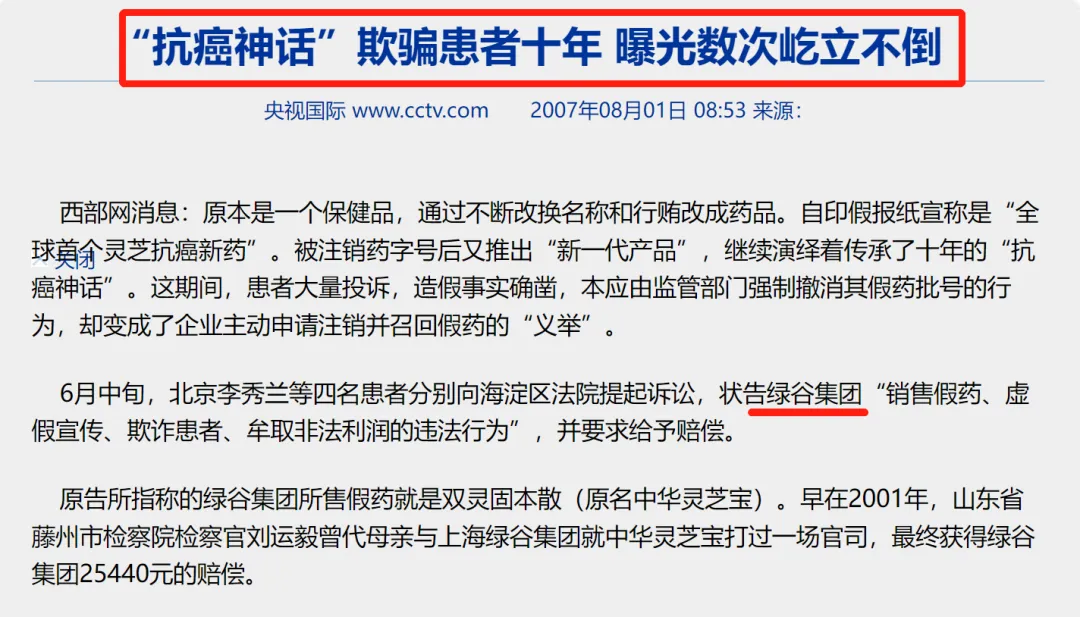 “抗癌神话”欺骗患者十年 曝光数次屹立不倒
央视国际 www.cctv.com 2007年08月01日 08:53 来源：
西部网消息：原本是一个保健品，通过不断改换名称和行贿改成药品。自印假报纸宣称是“全
球首个灵芝抗癌新药”。被注销药字号后又推出“新一代产品”，继续演绎着传承了十年的“抗
关闭
癌神话”。这期间，患者大量投诉，造假事实确凿，本应由监管部门强制撤消其假药批号的行
为，却变成了企业主动申请注销并召回假药的“义举”。
6月中旬，北京李秀兰等四名患者分别向海淀区法院提起诉讼，状告绿谷集团“销售假药、虚
假宣传、欺诈患者、牟取非法利润的违法行为”，并要求给予赔偿。
原告所指称的绿谷集团所售假药就是双灵固本散（原名中华灵芝宝）。早在2001年，山东省
藤州市检察院检察官刘运毅曾代母亲与上海绿谷集团就中华灵芝宝打过一场官司，最终获得绿谷
集团25440元的赔偿。